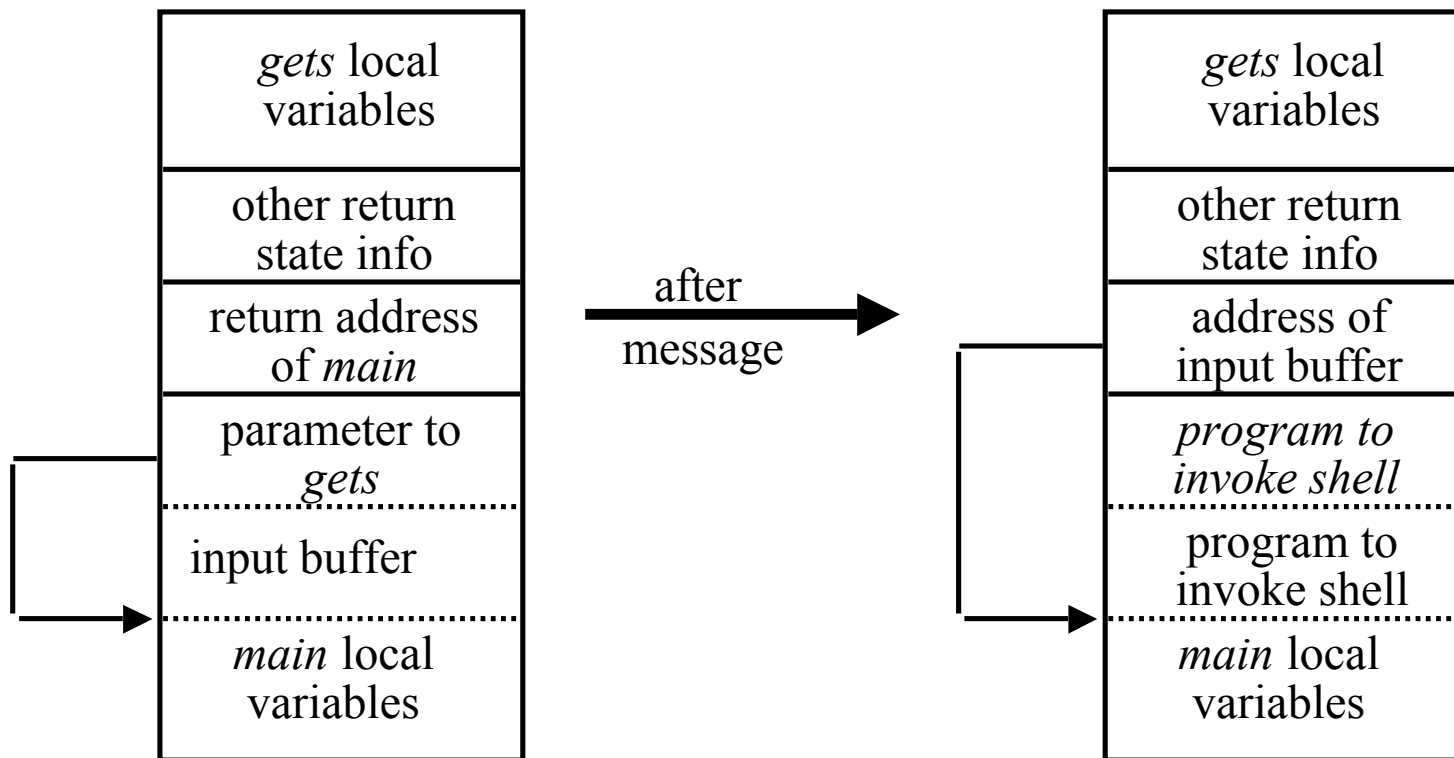 gets local
variables
other return
state info
return address
of main
parameter to
gets
input buffer
main local
variables
after
message
gets local
variables
other return
state info
address of
input buffer
program to
invoke shell
program to
invoke shell
main local
variables